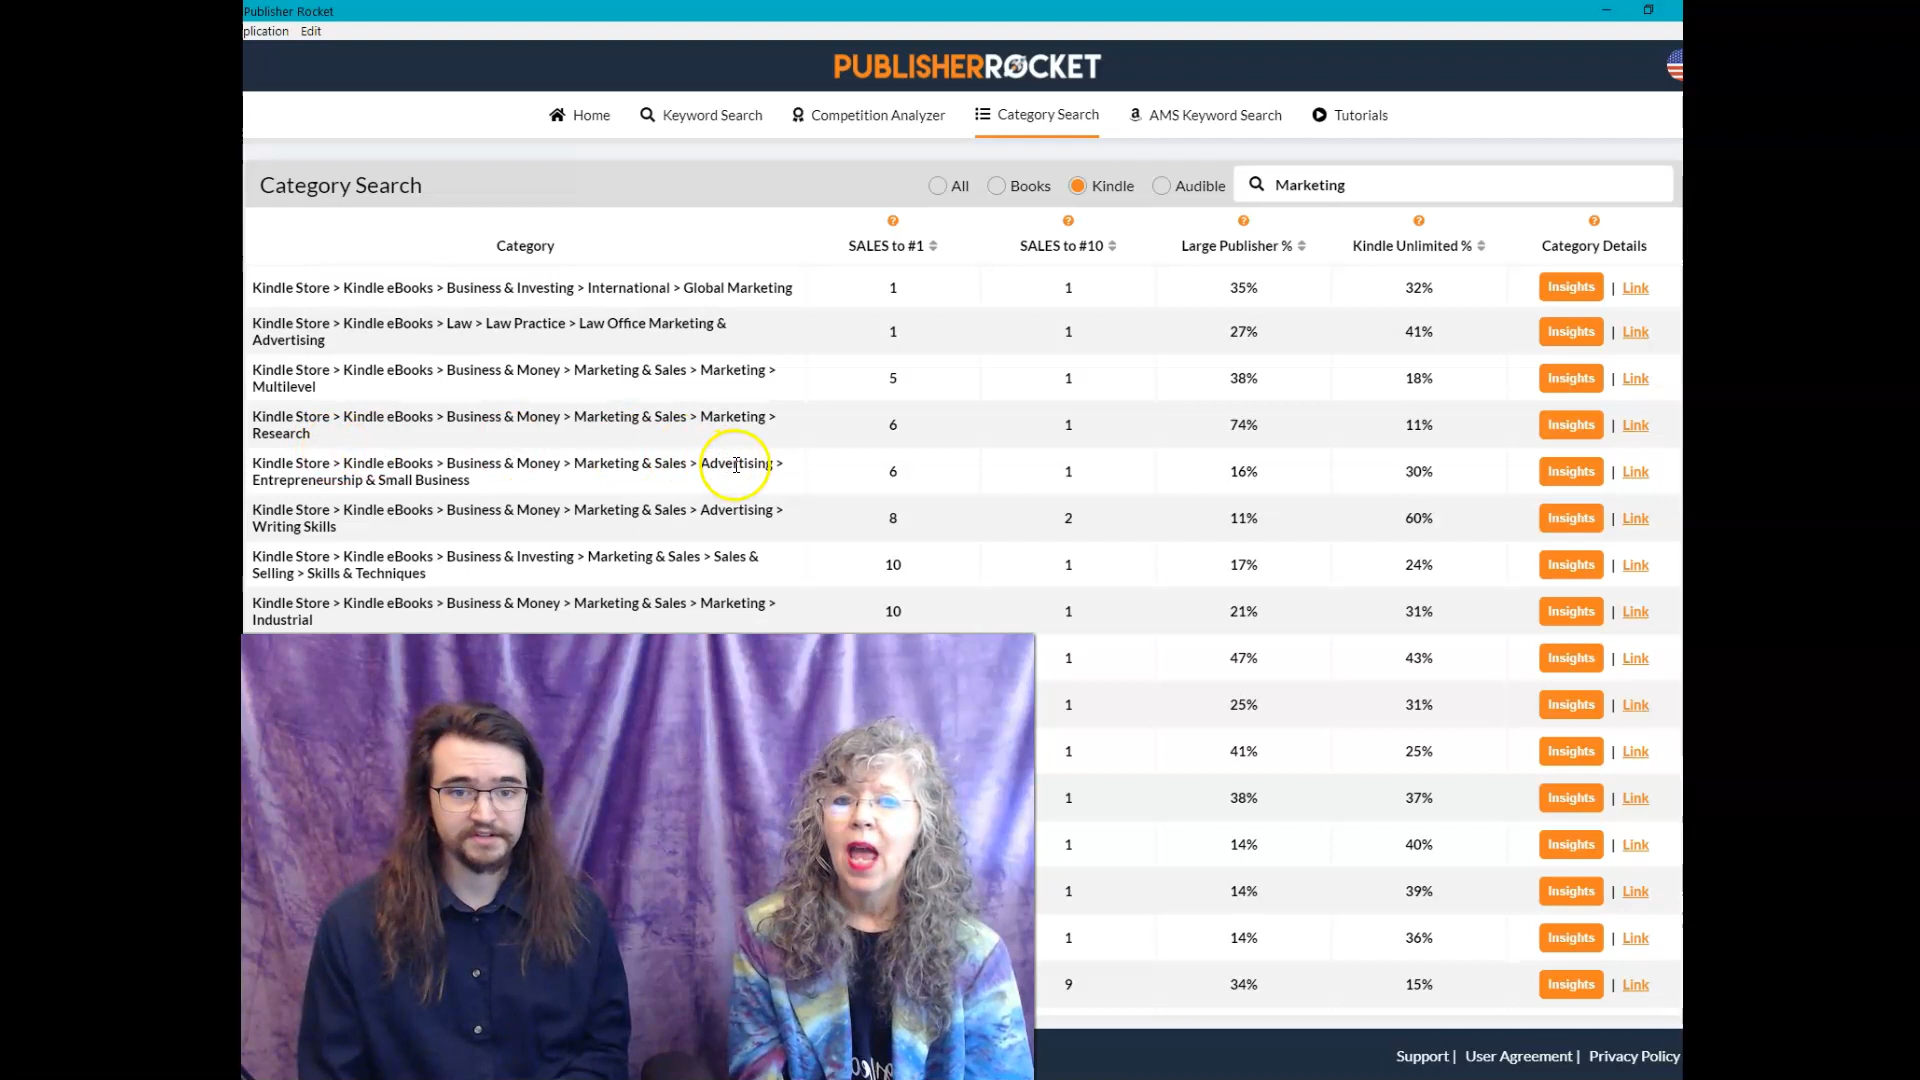 Publisher Rocket
plication Edit
PUBLISHERROCKET
Home Keyword Search Competition Analyzer Category Search AMS Keyword Search Tutorials
Category Search All Books Kindle Audible Marketing
? ? ? ? ?
Category SALES to #1 SALES to #10 Large Publisher % Kindle Unlimited % Category Details
Kindle Store > Kindle eBooks > Business & Investing > International > Global Marketing 1 1 35% 32% Insights | Link
Kindle Store > Kindle eBooks > Law > Law Practice > Law Office Marketing &
Advertising 1 1 27% 41% Insights | Link
Kindle Store > Kindle eBooks > Business & Money > Marketing & Sales > Marketing >
Multilevel 5 1 38% 18% Insights | Link
Kindle Store > Kindle eBooks > Business & Money > Marketing & Sales > Marketing >
Research 6 1 74% 11% Insights | Link
Kindle Store > Kindle eBooks > Business & Money > Marketing & Sales > Advertising >
Entrepreneurship & Small Business 6 1 16% 30% Insights | Link
Kindle Store > Kindle eBooks > Business & Money > Marketing & Sales > Advertising >
Writing Skills 8 2 11% 60% Insights | Link
Kindle Store > Kindle eBooks > Business & Investing > Marketing & Sales > Sales &
Selling > Skills & Techniques 10 1 17% 24% Insights | Link
Kindle Store > Kindle eBooks > Business & Money > Marketing & Sales > Marketing >
Industrial 10 1 21% 31% Insights | Link
1 47% 43% Insights | Link
1 25% 31% Insights | Link
1 41% 25% Insights | Link
1 38% 37% Insights | Link
1 14% 40% Insights | Link
1 14% 39% Insights | Link
1 14% 36% Insights | Link
9 34% 15% Insights | Link
Support | User Agreement | Privacy Policy